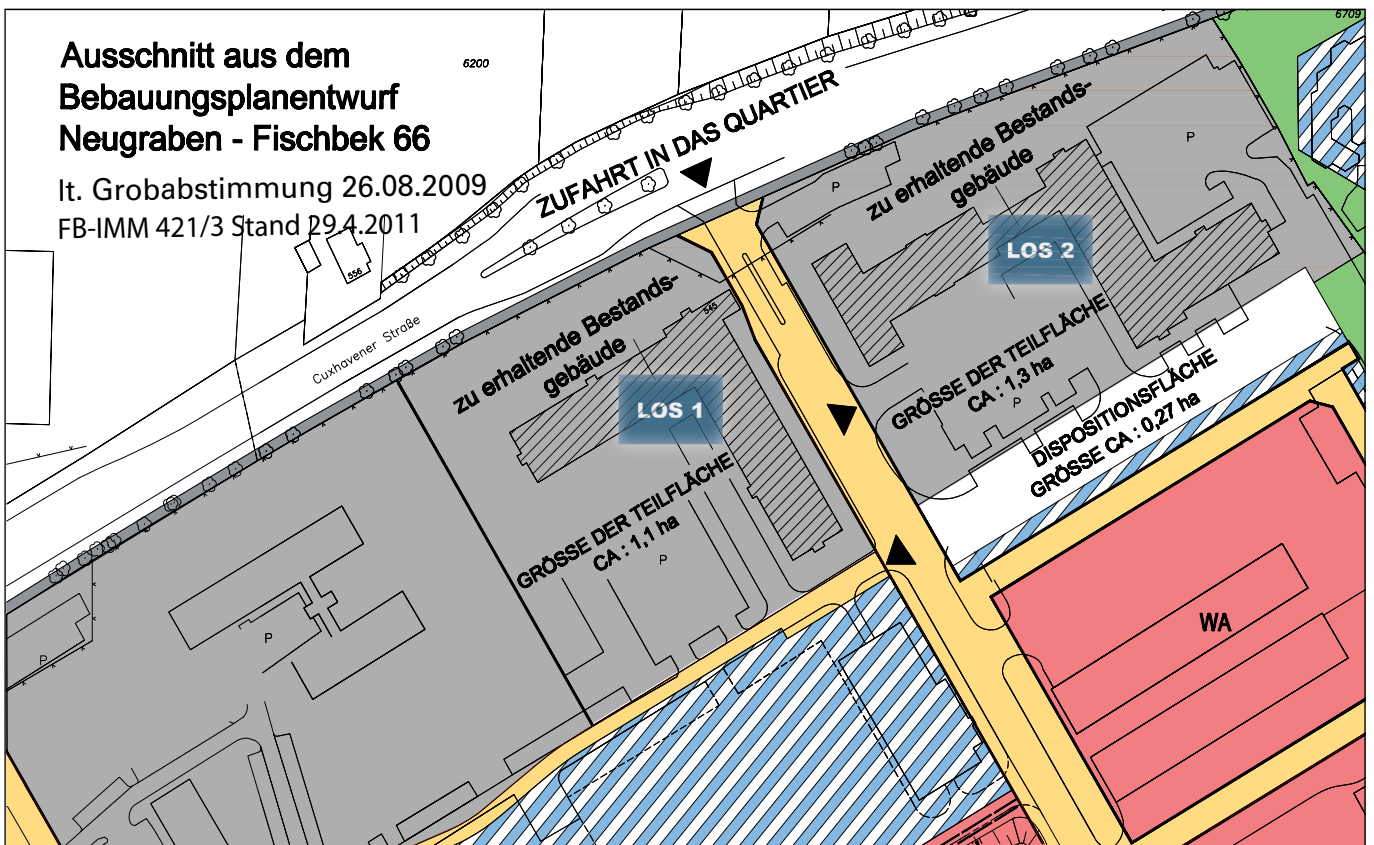 Ausschnitt aus dem
Bebauungsplanentwurf
Neugraben - Fischbek 66
lt. Grobabstimmung 26.08.2009
FB-IMM 421/3 Stand 29.4.2011
6200
6709
ZUFAHRT IN DAS QUARTIER
556
Cuxhavener Straße
zu erhaltende Bestands-
gebäude
P
P
LOS 2
GRÖSSE DER TEILFLÄCHE
CA : 1,3 ha
P
DISPOSITIONSFLÄCHE
GRÖSSE CA : 0,27 ha
zu erhaltende Bestands-
gebäude
545
LOS 1
GRÖSSE DER TEILFLÄCHE
CA : 1,1 ha
P
P
P
WA